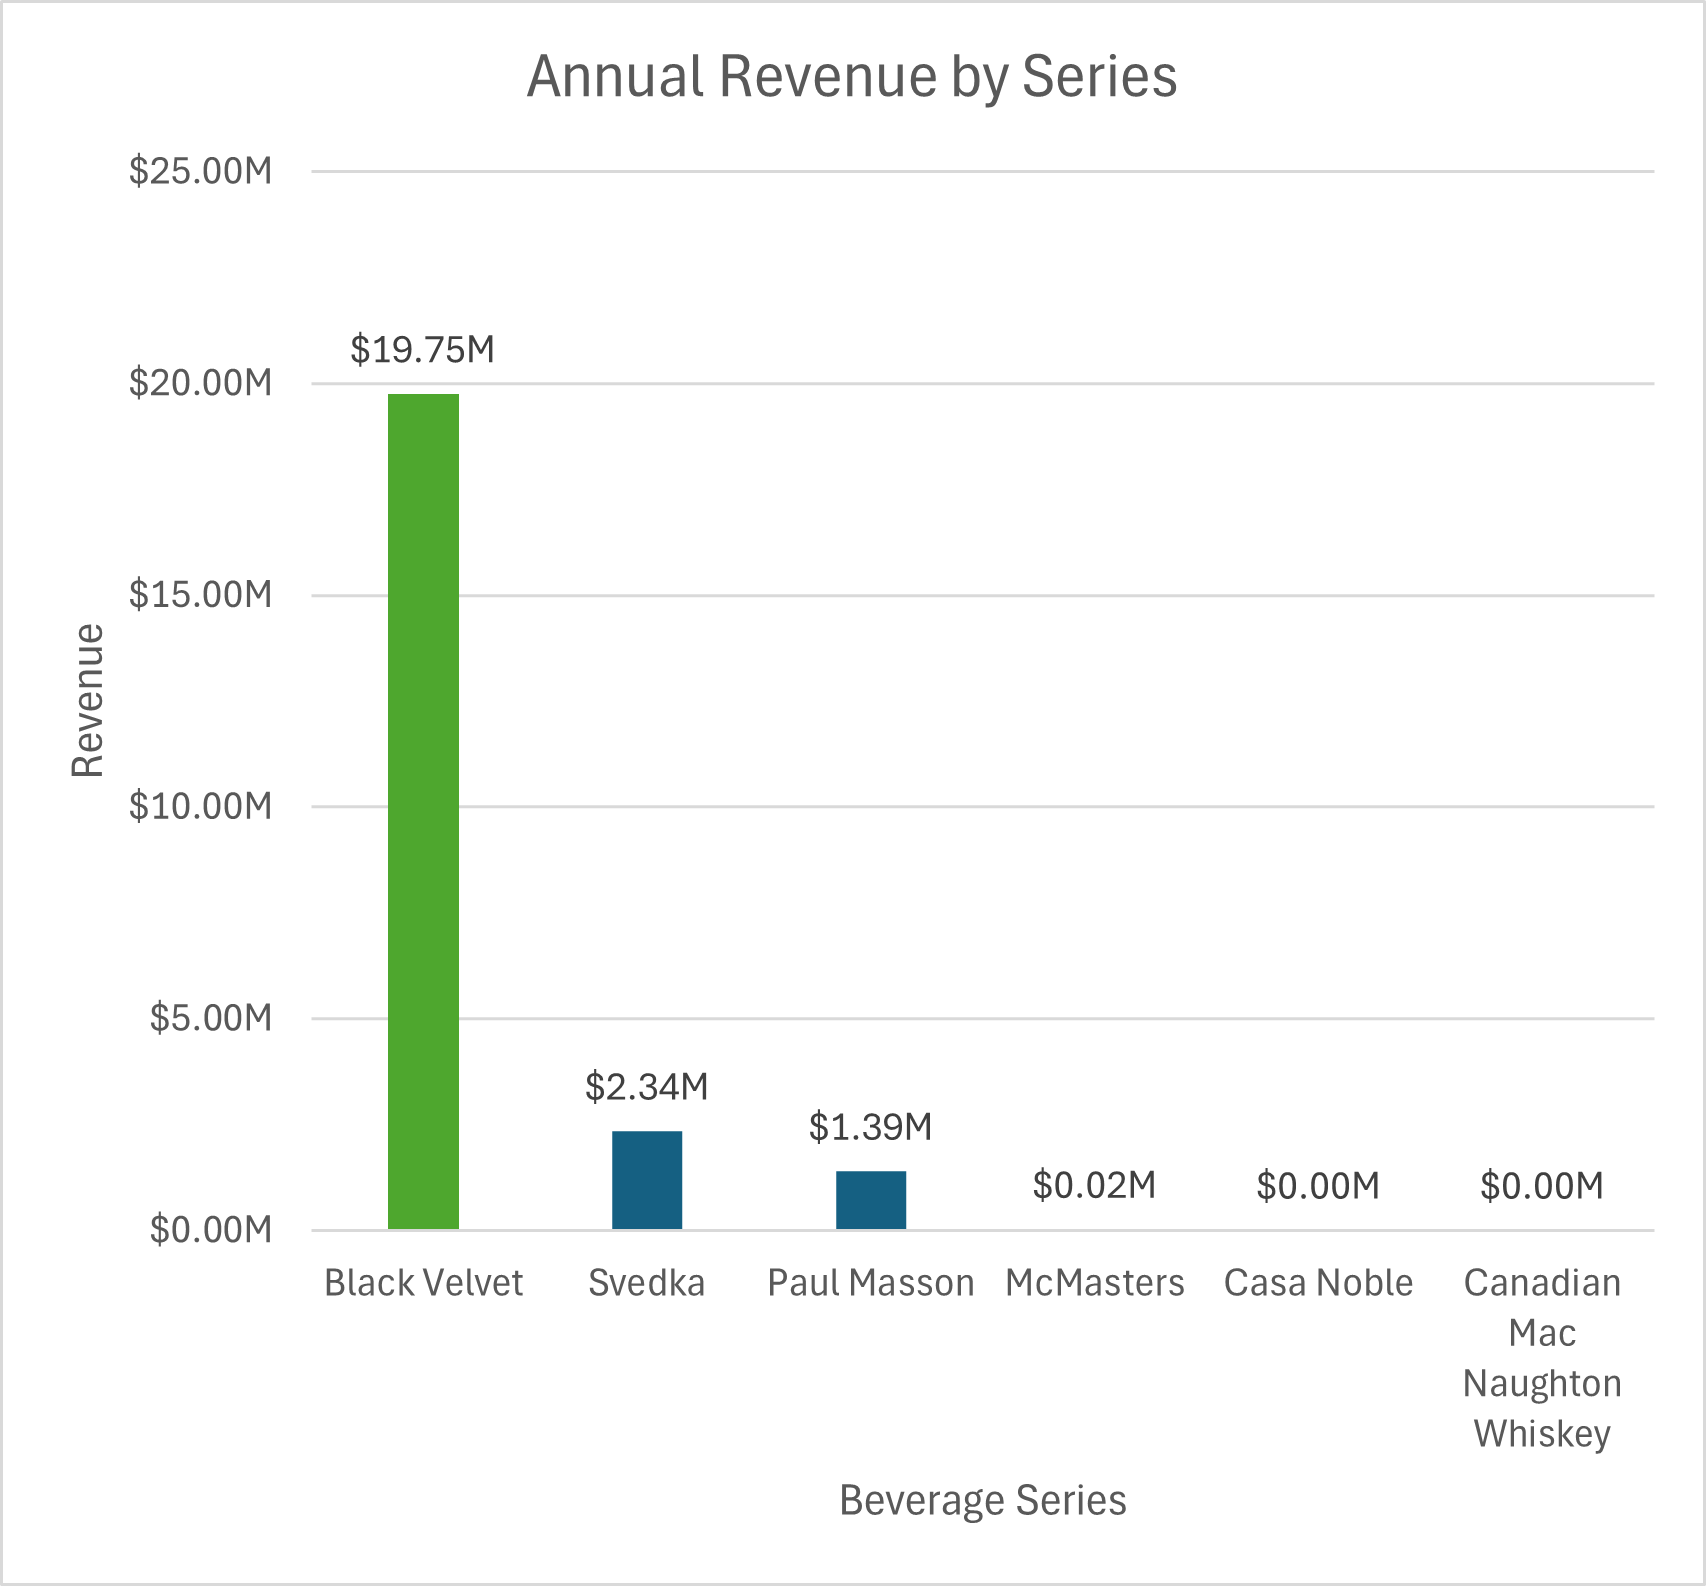 Annual Revenue by Series
$25.00M
$20.00M
$15.00M
$10.00M
$5.00M
$0.00M
Revenue
$19.75M
$2.34M
$1.39M
$0.02M
$0.00M
$0.00M
Black Velvet
Svedka
Paul Masson
McMasters
Casa Noble
Canadian
Mac
Naughton
Whiskey
Beverage Series